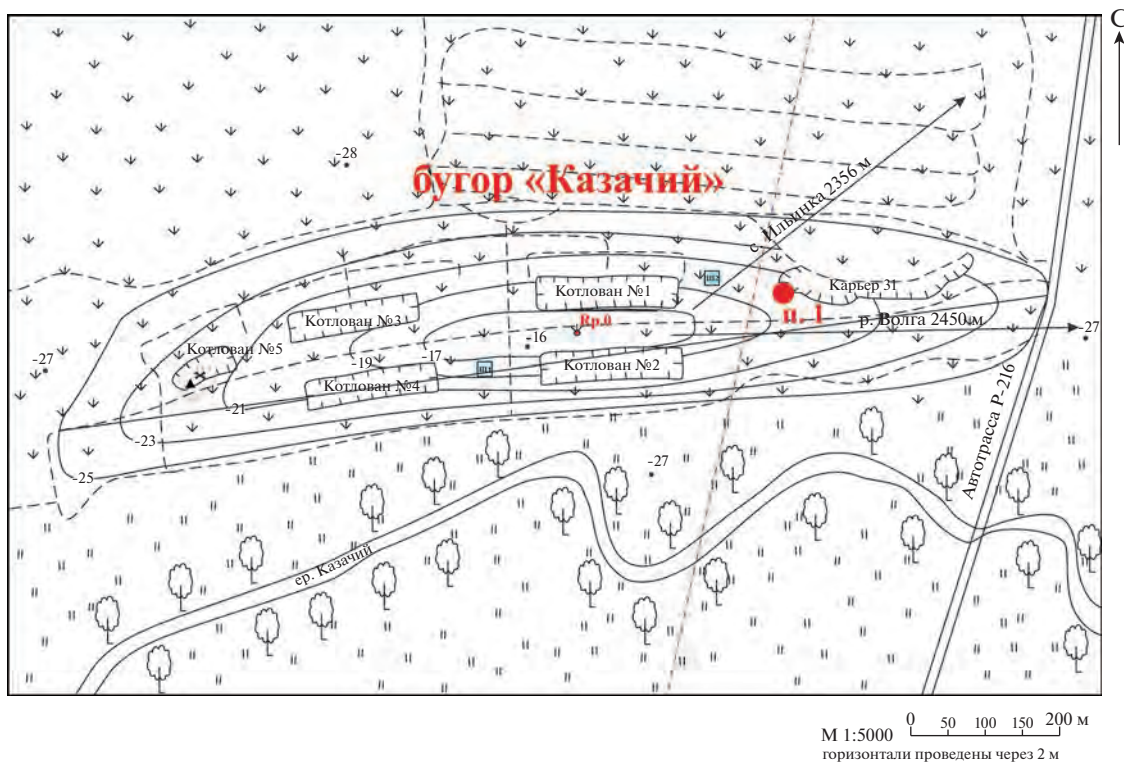 С
-28
бугор «Казачий»
с. Ильинка 2356 м
Ш2
Карьер 31
Котлован №1
п. 1
Котлован №3
Rp.0
р. Волга 2450 м
-27
Котлован №5
-16
-27
-19
-17
Ш1
Котлован №2
Котлован №4
-21
-23
-25
-27
Автотрасса Р-216
ер. Казачий
0 50 100 150 200 м
М 1:5000
горизонтали проведены через 2 м